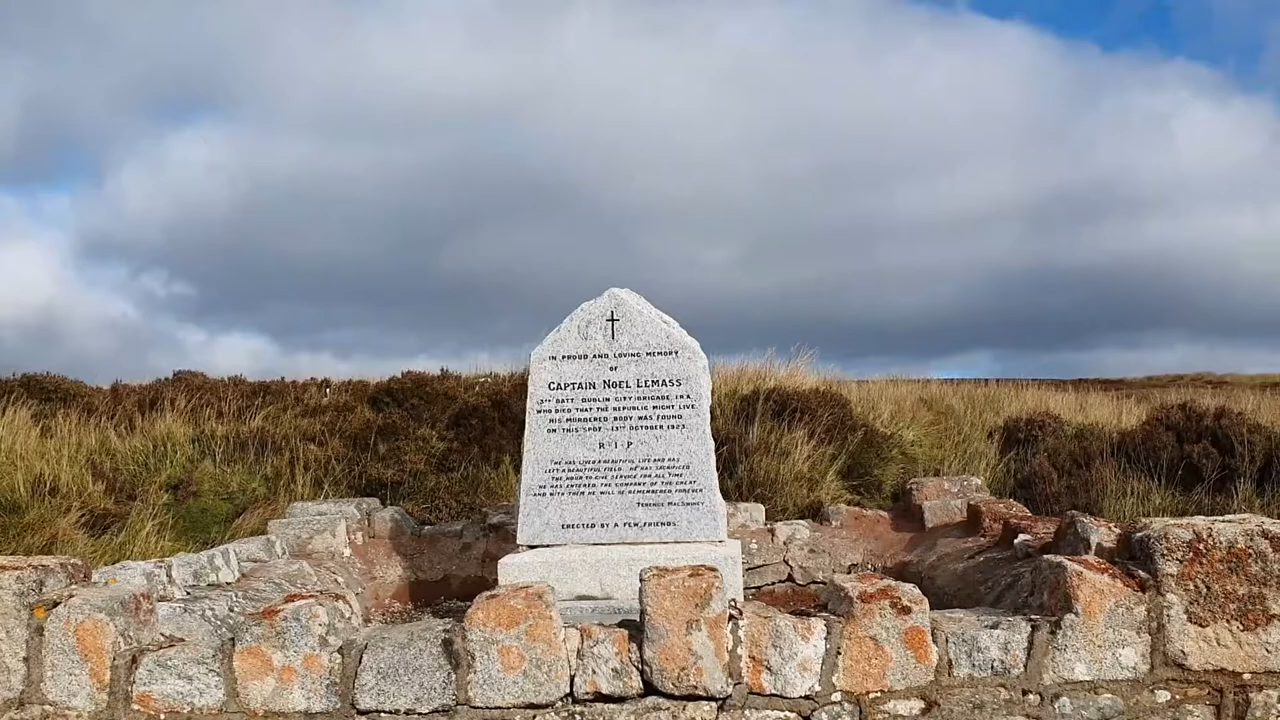 IN PROUD AND LOVING MEMORY
OF
CAPTAIN NOEL LEMASS
3RD BATT. DUBLIN CITY BRIGADE, I.R.A.
WHO DIED THAT THE REPUBLIC MIGHT LIVE.
HIS MURDERED BODY WAS FOUND
ON THIS SPOT - 13TH OCTOBER 1923.
R·I·P
"HE HAS LIVED A BEAUTIFUL LIFE AND HAS
LEFT A BEAUTIFUL FIELD. HE HAS SACRIFICED
THE HOUR TO GIVE SERVICE FOR ALL TIME.
HE HAS ENTERED THE COMPANY OF THE GREAT
AND WITH THEM HE WILL BE REMEMBERED FOREVER"
TERENCE MACSWINEY
ERECTED BY A FEW FRIENDS.